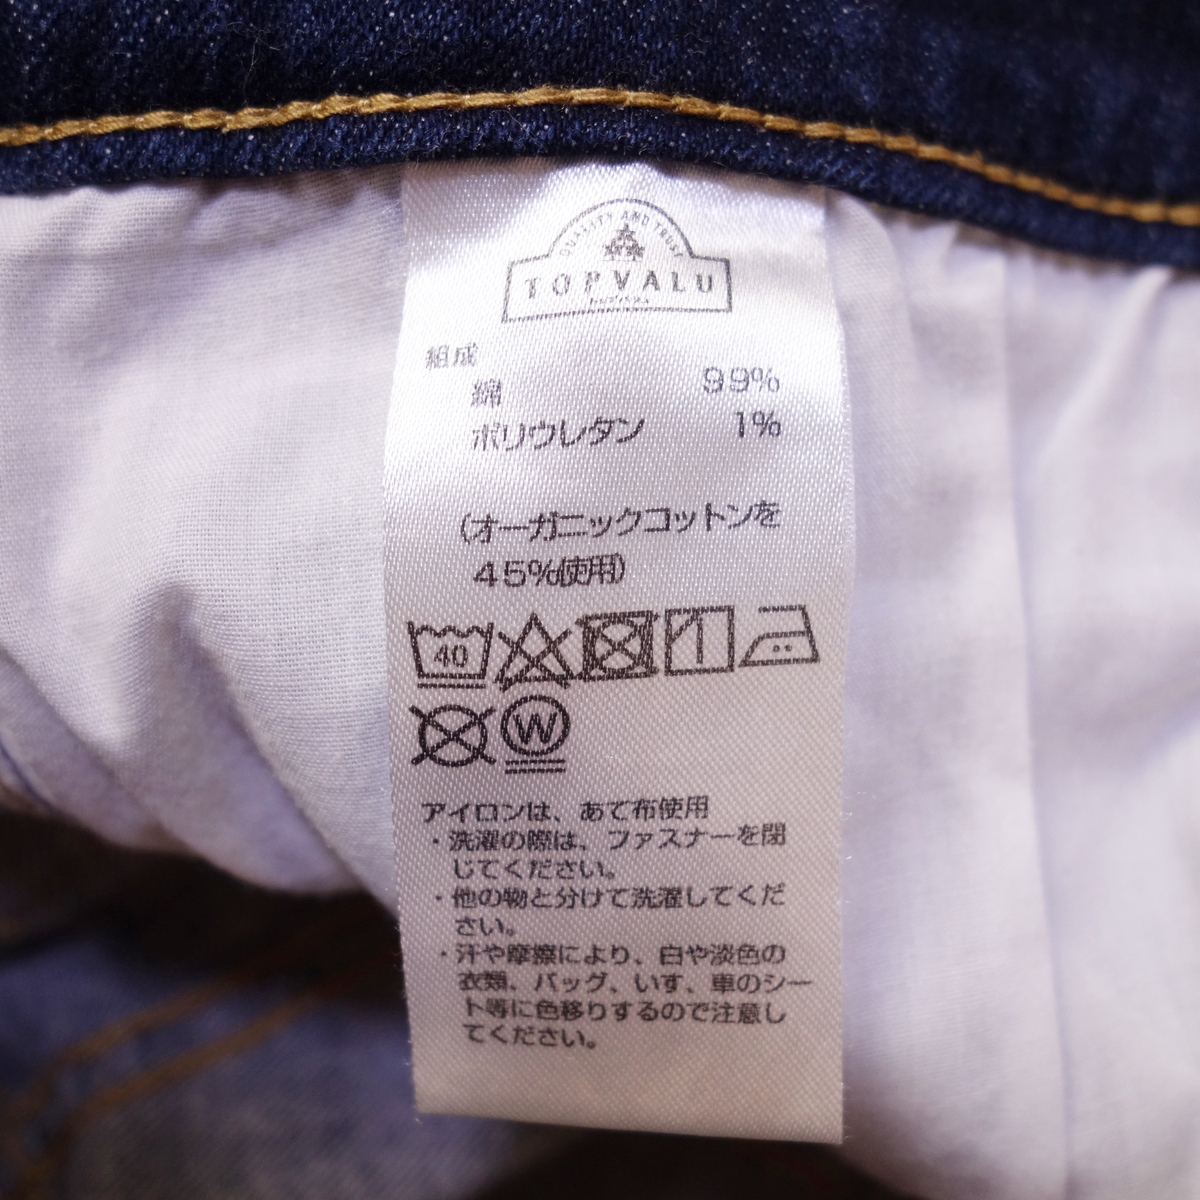 QUALITY AND TRUST
TOPVALU
トップバリュ
組成
綿 99%
ポリウレタン 1%
(オーガニックコットンを
45%使用)
40
W
アイロンは、あて布使用
・洗濯の際は、ファスナーを閉
じてください。
・他の物と分けて洗濯してくだ
さい。
・汗や摩擦により、白や淡色の
衣類、バッグ、いす、車のシー
ト等に色移りするので注意し
てください。